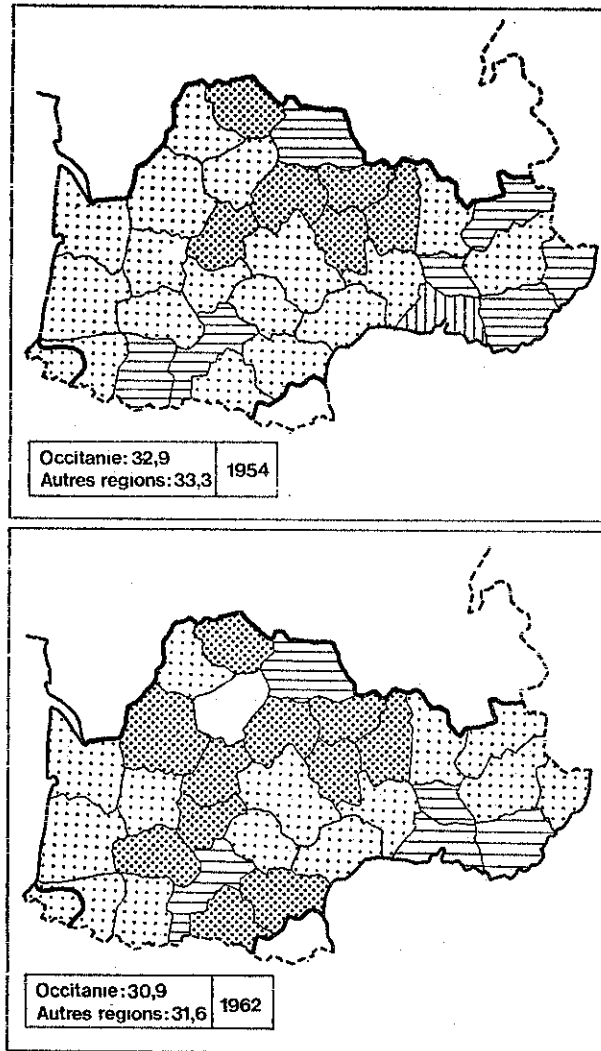 Occitanie: 32,9
Autres regions: 33,3
1954
Occitanie: 30,9
Autres regions: 31,6
1962